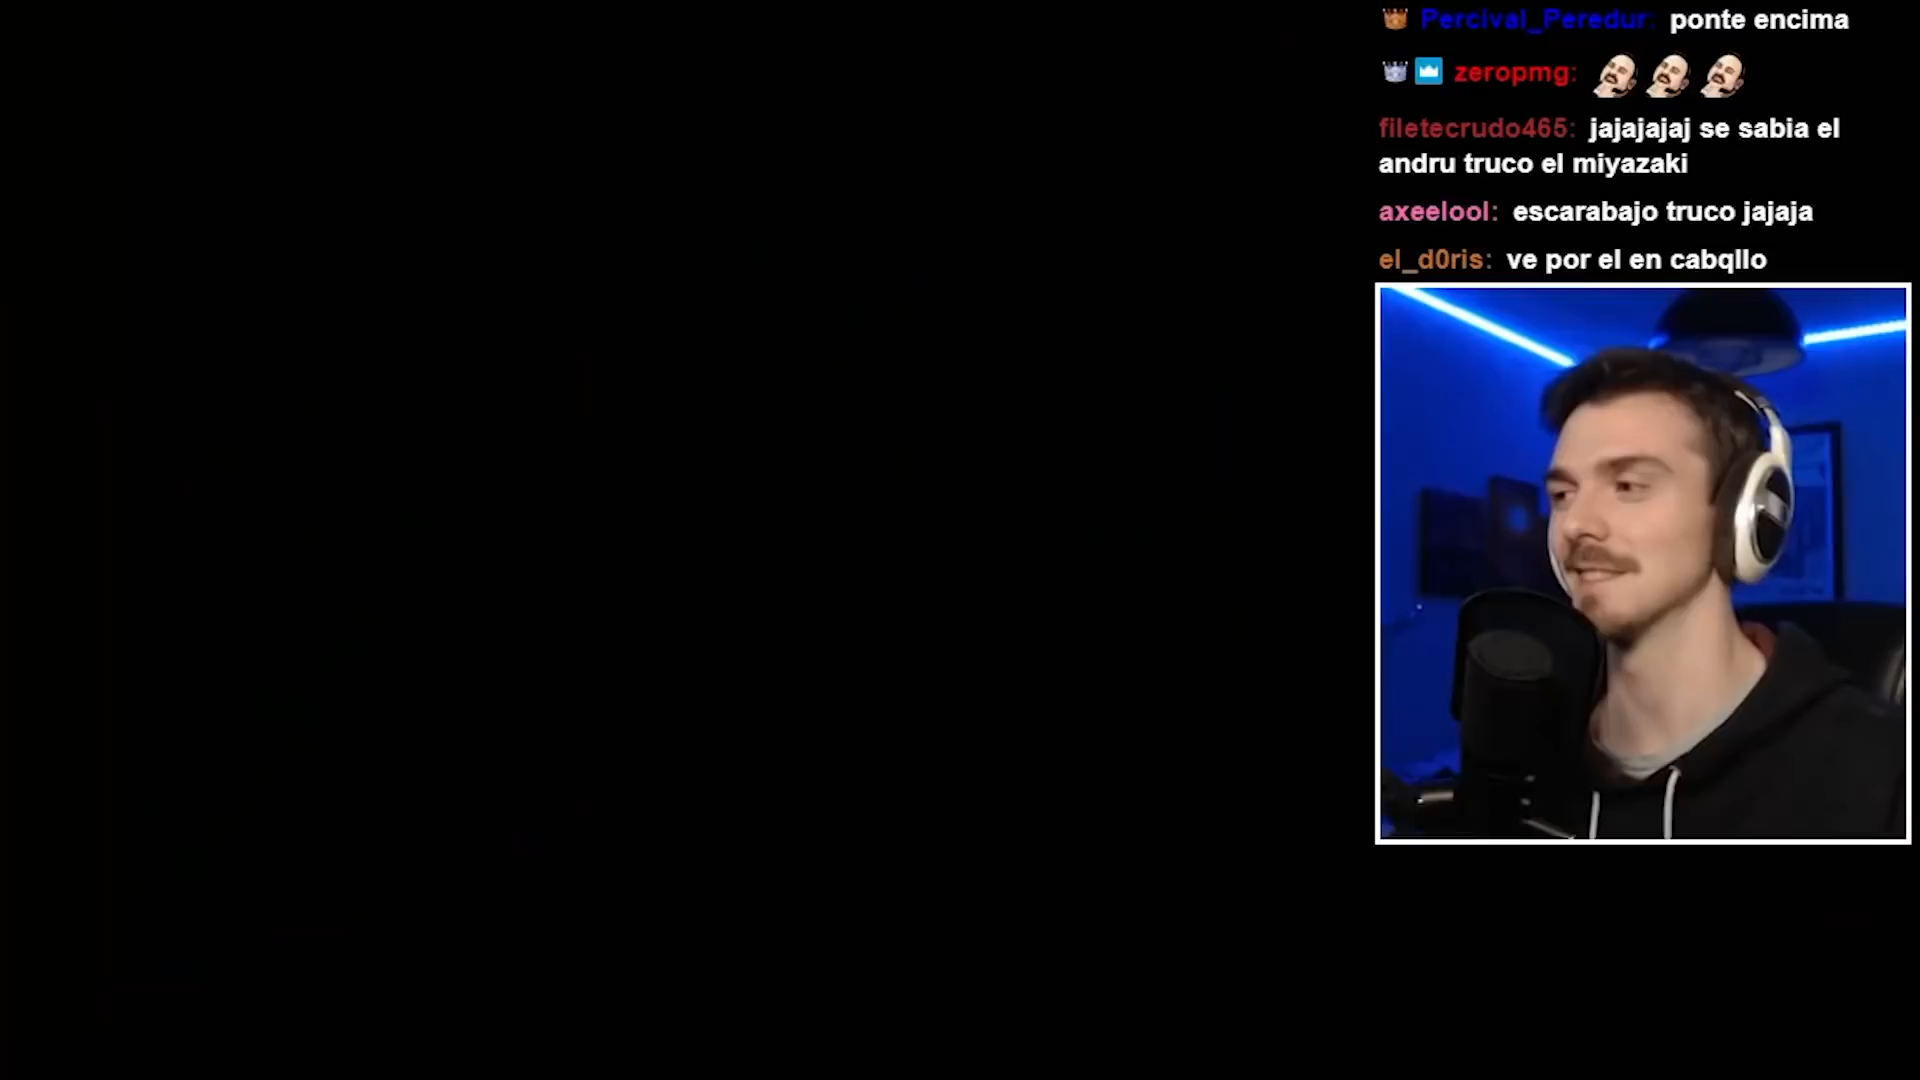 Percival_Peredur: ponte encima
zeropmg:
filetecrudo465: jajajajaj se sabia el
andru truco el miyazaki
axeelool: escarabajo truco jajaja
el_d0ris: ve por el en cabqllo